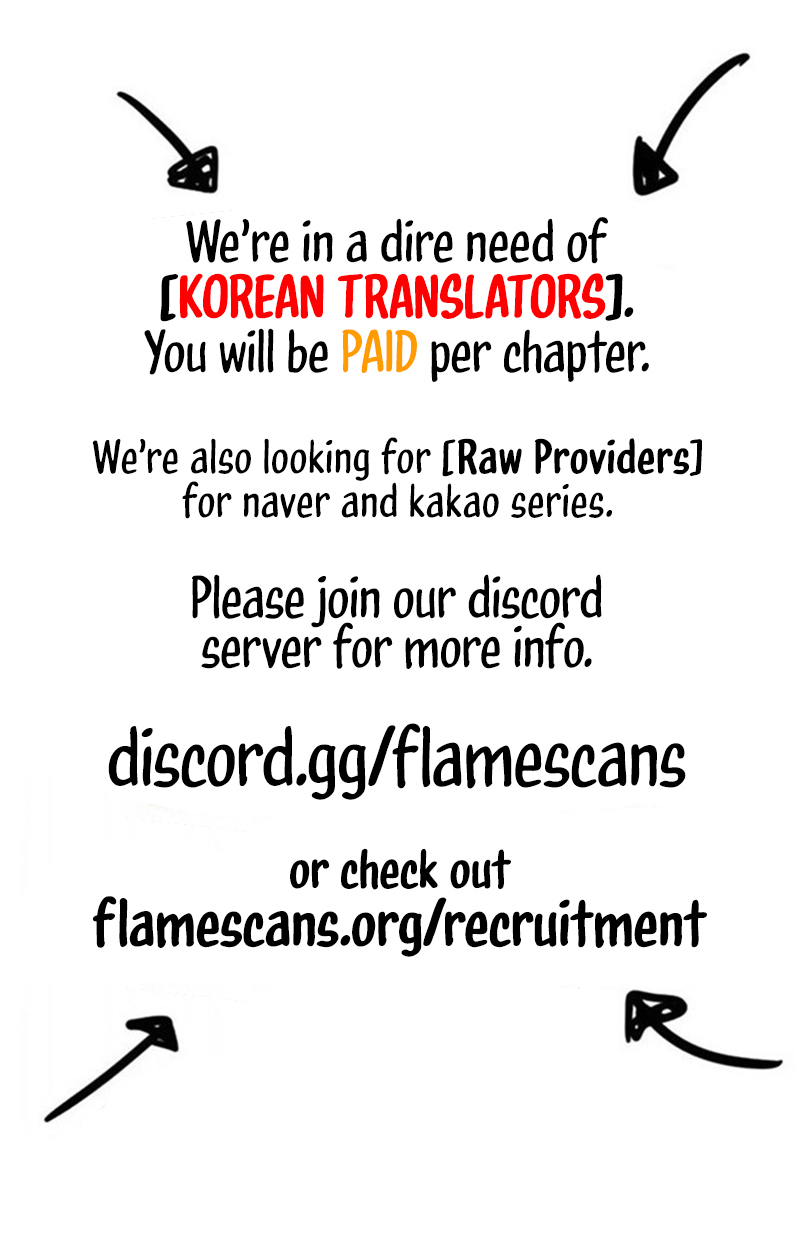 We're in a dire need of
[KOREAN TRANSLATORS].
You will be PAID per chapter.
We're also looking for [Raw Providers]
for naver and kakao series.
Please join our discord
server for more info.
discord.gg/flamescans
or check out
flamescans.org/recruitment